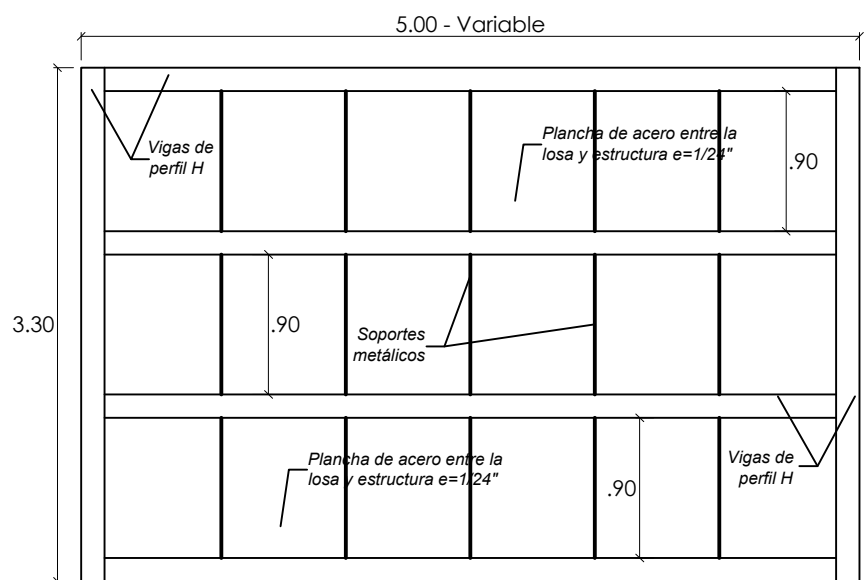 5.00 - Variable
Vigas de
perfil H
Plancha de acero entre la
losa y estructura e=1/24"
.90
3.30
.90
Soportes
metálicos
Plancha de acero entre la
losa y estructura e=1/24"
.90
Vigas de
perfil H